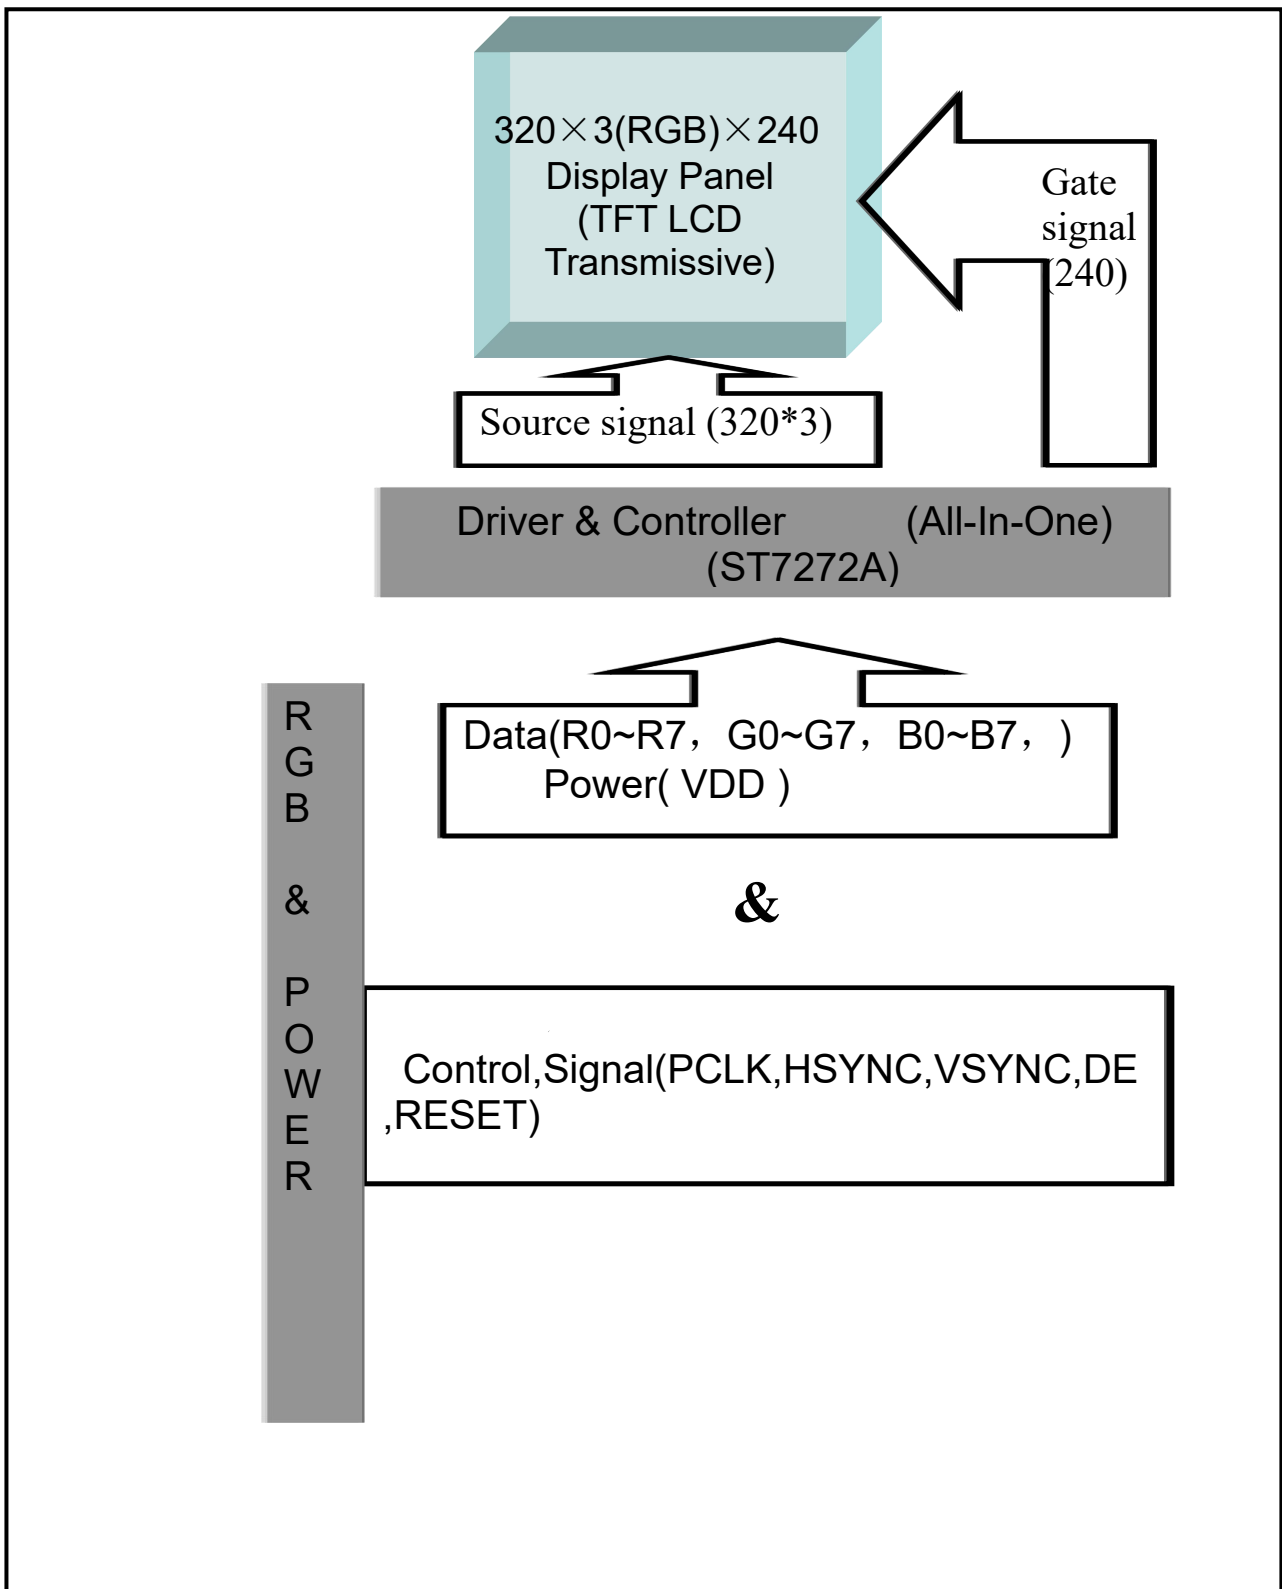 320×3(RGB)×240
Display Panel
(TFT LCD
Transmissive)
Gate
signal
(240)
Source signal (320*3)
Driver & Controller (All-In-One)
(ST7272A)
R
G
B
&
P
O
W
E
R
Data(R0~R7，G0~G7，B0~B7，)
Power( VDD )
&
Control,Signal(PCLK,HSYNC,VSYNC,DE
,RESET)